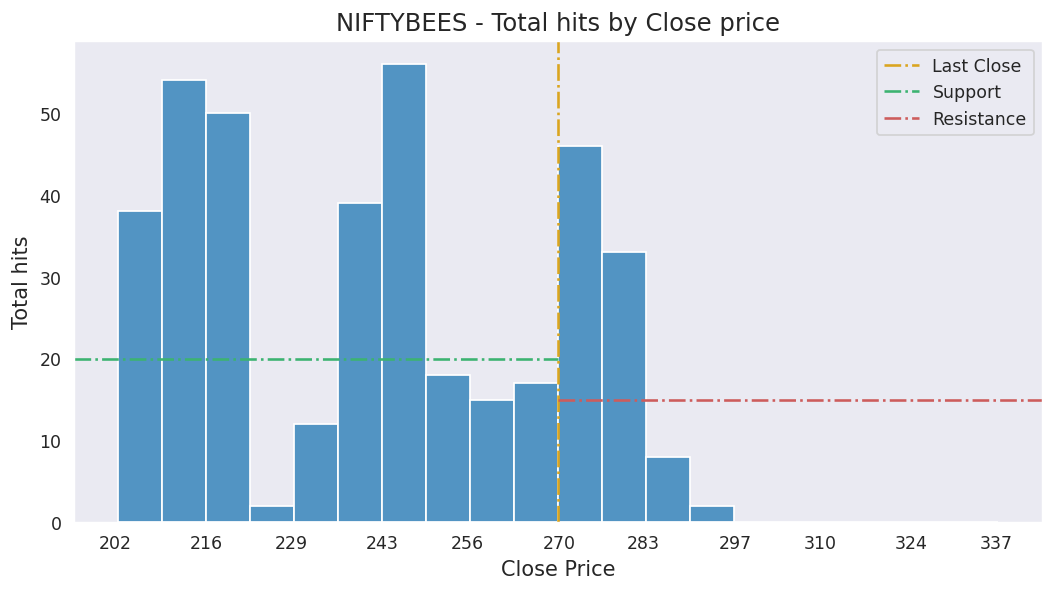 NIFTYBEES - Total hits by Close price
Last Close
Support
Resistance
Total hits
50
40
30
20
10
0
202 216 229 243 256 270 283 297 310 324 337
Close Price